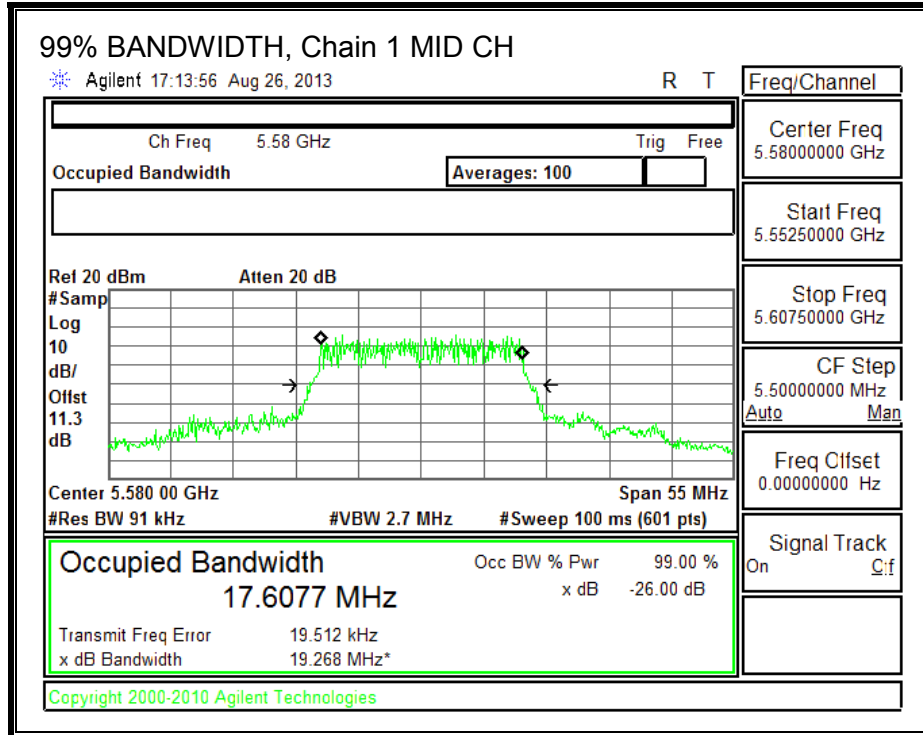 99% BANDWIDTH, Chain 1 MID CH
Agilent 17:13:56 Aug 26, 2013 R T
Freq/Channel
Ch Freq 5.58 GHz Trig Free
Occupied Bandwidth Averages: 100
Center Freq
5.58000000 GHz
Start Freq
5.55250000 GHz
Stop Freq
5.60750000 GHz
CF Step
5.50000000 MHz
Auto Man
Freq Offset
0.00000000 Hz
Signal Track
On Off
Ref 20 dBm Atten 20 dB
#Samp
Log
10
dB/
Offst
11.3
dB
Center 5.580 00 GHz Span 55 MHz
#Res BW 91 kHz #VBW 2.7 MHz #Sweep 100 ms (601 pts)
Occupied Bandwidth Occ BW % Pwr 99.00 %
17.6077 MHz x dB -26.00 dB
Transmit Freq Error 19.512 kHz
x dB Bandwidth 19.268 MHz*
Copyright 2000-2010 Agilent Technologies